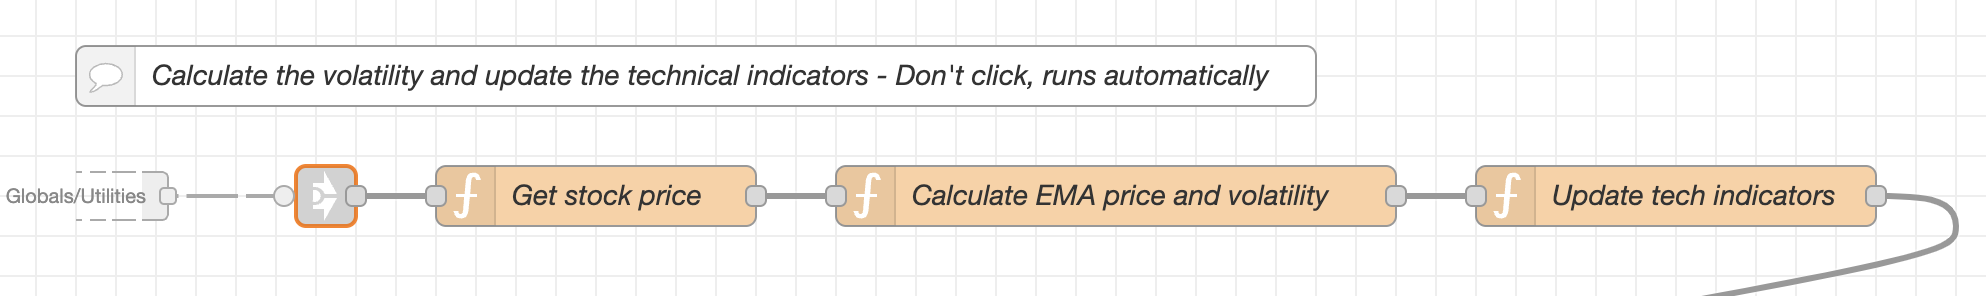 Calculate the volatility and update the technical indicators - Don't click, runs automatically
Globals/Utilities
Get stock price
Calculate EMA price and volatility
Update tech indicators